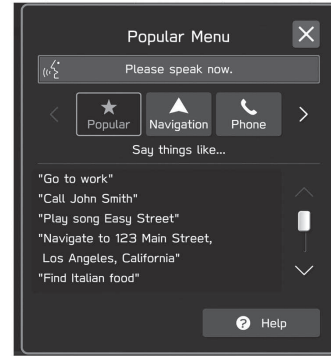 Popular Menu
Please speak now.
Popular
Navigation
Phone
Say things like...
"Go to work"
"Call John Smith"
"Play song Easy Street"
"Navigate to 123 Main Street,
Los Angeles, California"
"Find Italian food"
? Help